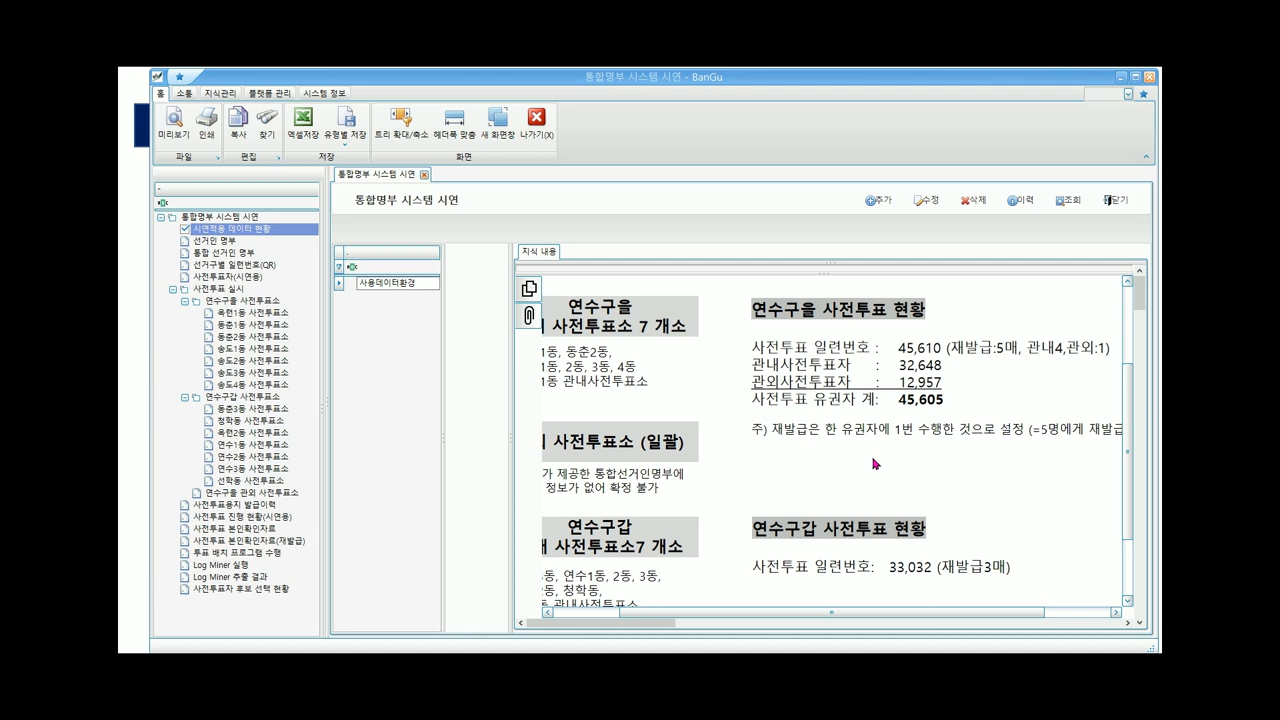 통합명부 시스템 시연 - BanGu
홈 소통 지식관리 플랫폼 관리 시스템 정보
미리보기 인쇄 복사 찾기 엑셀저장 유형별 저장 트리 확대/축소 헤더폭 맞춤 새 화면창 나가기(X)
파일 편집 저장 화면
통합명부 시스템 시연
통합명부 시스템 시연
추가 수정 삭제 이력 조회 닫기
통합명부 시스템 시연
시연적용 데이터 현황
선거인 명부
통합 선거인 명부
선거구별 일련번호(QR)
사전투표자(시연용)
사전투표 실시
연수구을 사전투표소
옥련1동 사전투표소
동춘1동 사전투표소
동춘2동 사전투표소
송도1동 사전투표소
송도2동 사전투표소
송도3동 사전투표소
송도4동 사전투표소
연수구갑 사전투표소
동춘3동 사전투표소
청학동 사전투표소
옥련2동 사전투표소
연수1동 사전투표소
연수2동 사전투표소
연수3동 사전투표소
선학동 사전투표소
연수구을 관외 사전투표소
사전투표용지 발급이력
사전투표 진행 현황(시연용)
사전투표 본인확인자료
사전투표 본인확인자료(재발급)
투표 배치 프로그램 수행
Log Miner 실행
Log Miner 추출 결과
사전투표자 후보 선택 현황
사용데이터환경
지식 내용
연수구을
사전투표소 7 개소
1동, 동춘2동,
1동, 2동, 3동, 4동
1동 관내사전투표소
사전투표소 (일괄)
가 제공한 통합선거인명부에
정보가 없어 확정 불가
연수구갑
사전투표소7 개소
동, 연수1동, 2동, 3동,
동, 청학동,
관내사전투표소
연수구을 사전투표 현황
사전투표 일련번호 : 45,610 (재발급:5매, 관내4,관외:1)
관내사전투표자 : 32,648
관외사전투표자 : 12,957
사전투표 유권자 계: 45,605
주) 재발급은 한 유권자에 1번 수행한 것으로 설정 (=5명에게 재발급
연수구갑 사전투표 현황
사전투표 일련번호: 33,032 (재발급3매)